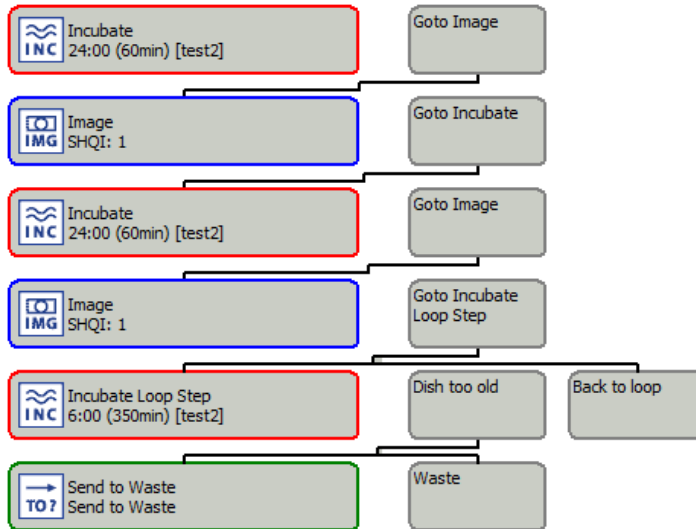 INC
Incubate
24:00 (60min) [test2]
Goto Image
IMG
Image
SHQI: 1
Goto Incubate
INC
Incubate
24:00 (60min) [test2]
Goto Image
IMG
Image
SHQI: 1
Goto Incubate
Loop Step
INC
Incubate Loop Step
6:00 (350min) [test2]
Dish too old
Back to loop
TO?
Send to Waste
Send to Waste
Waste